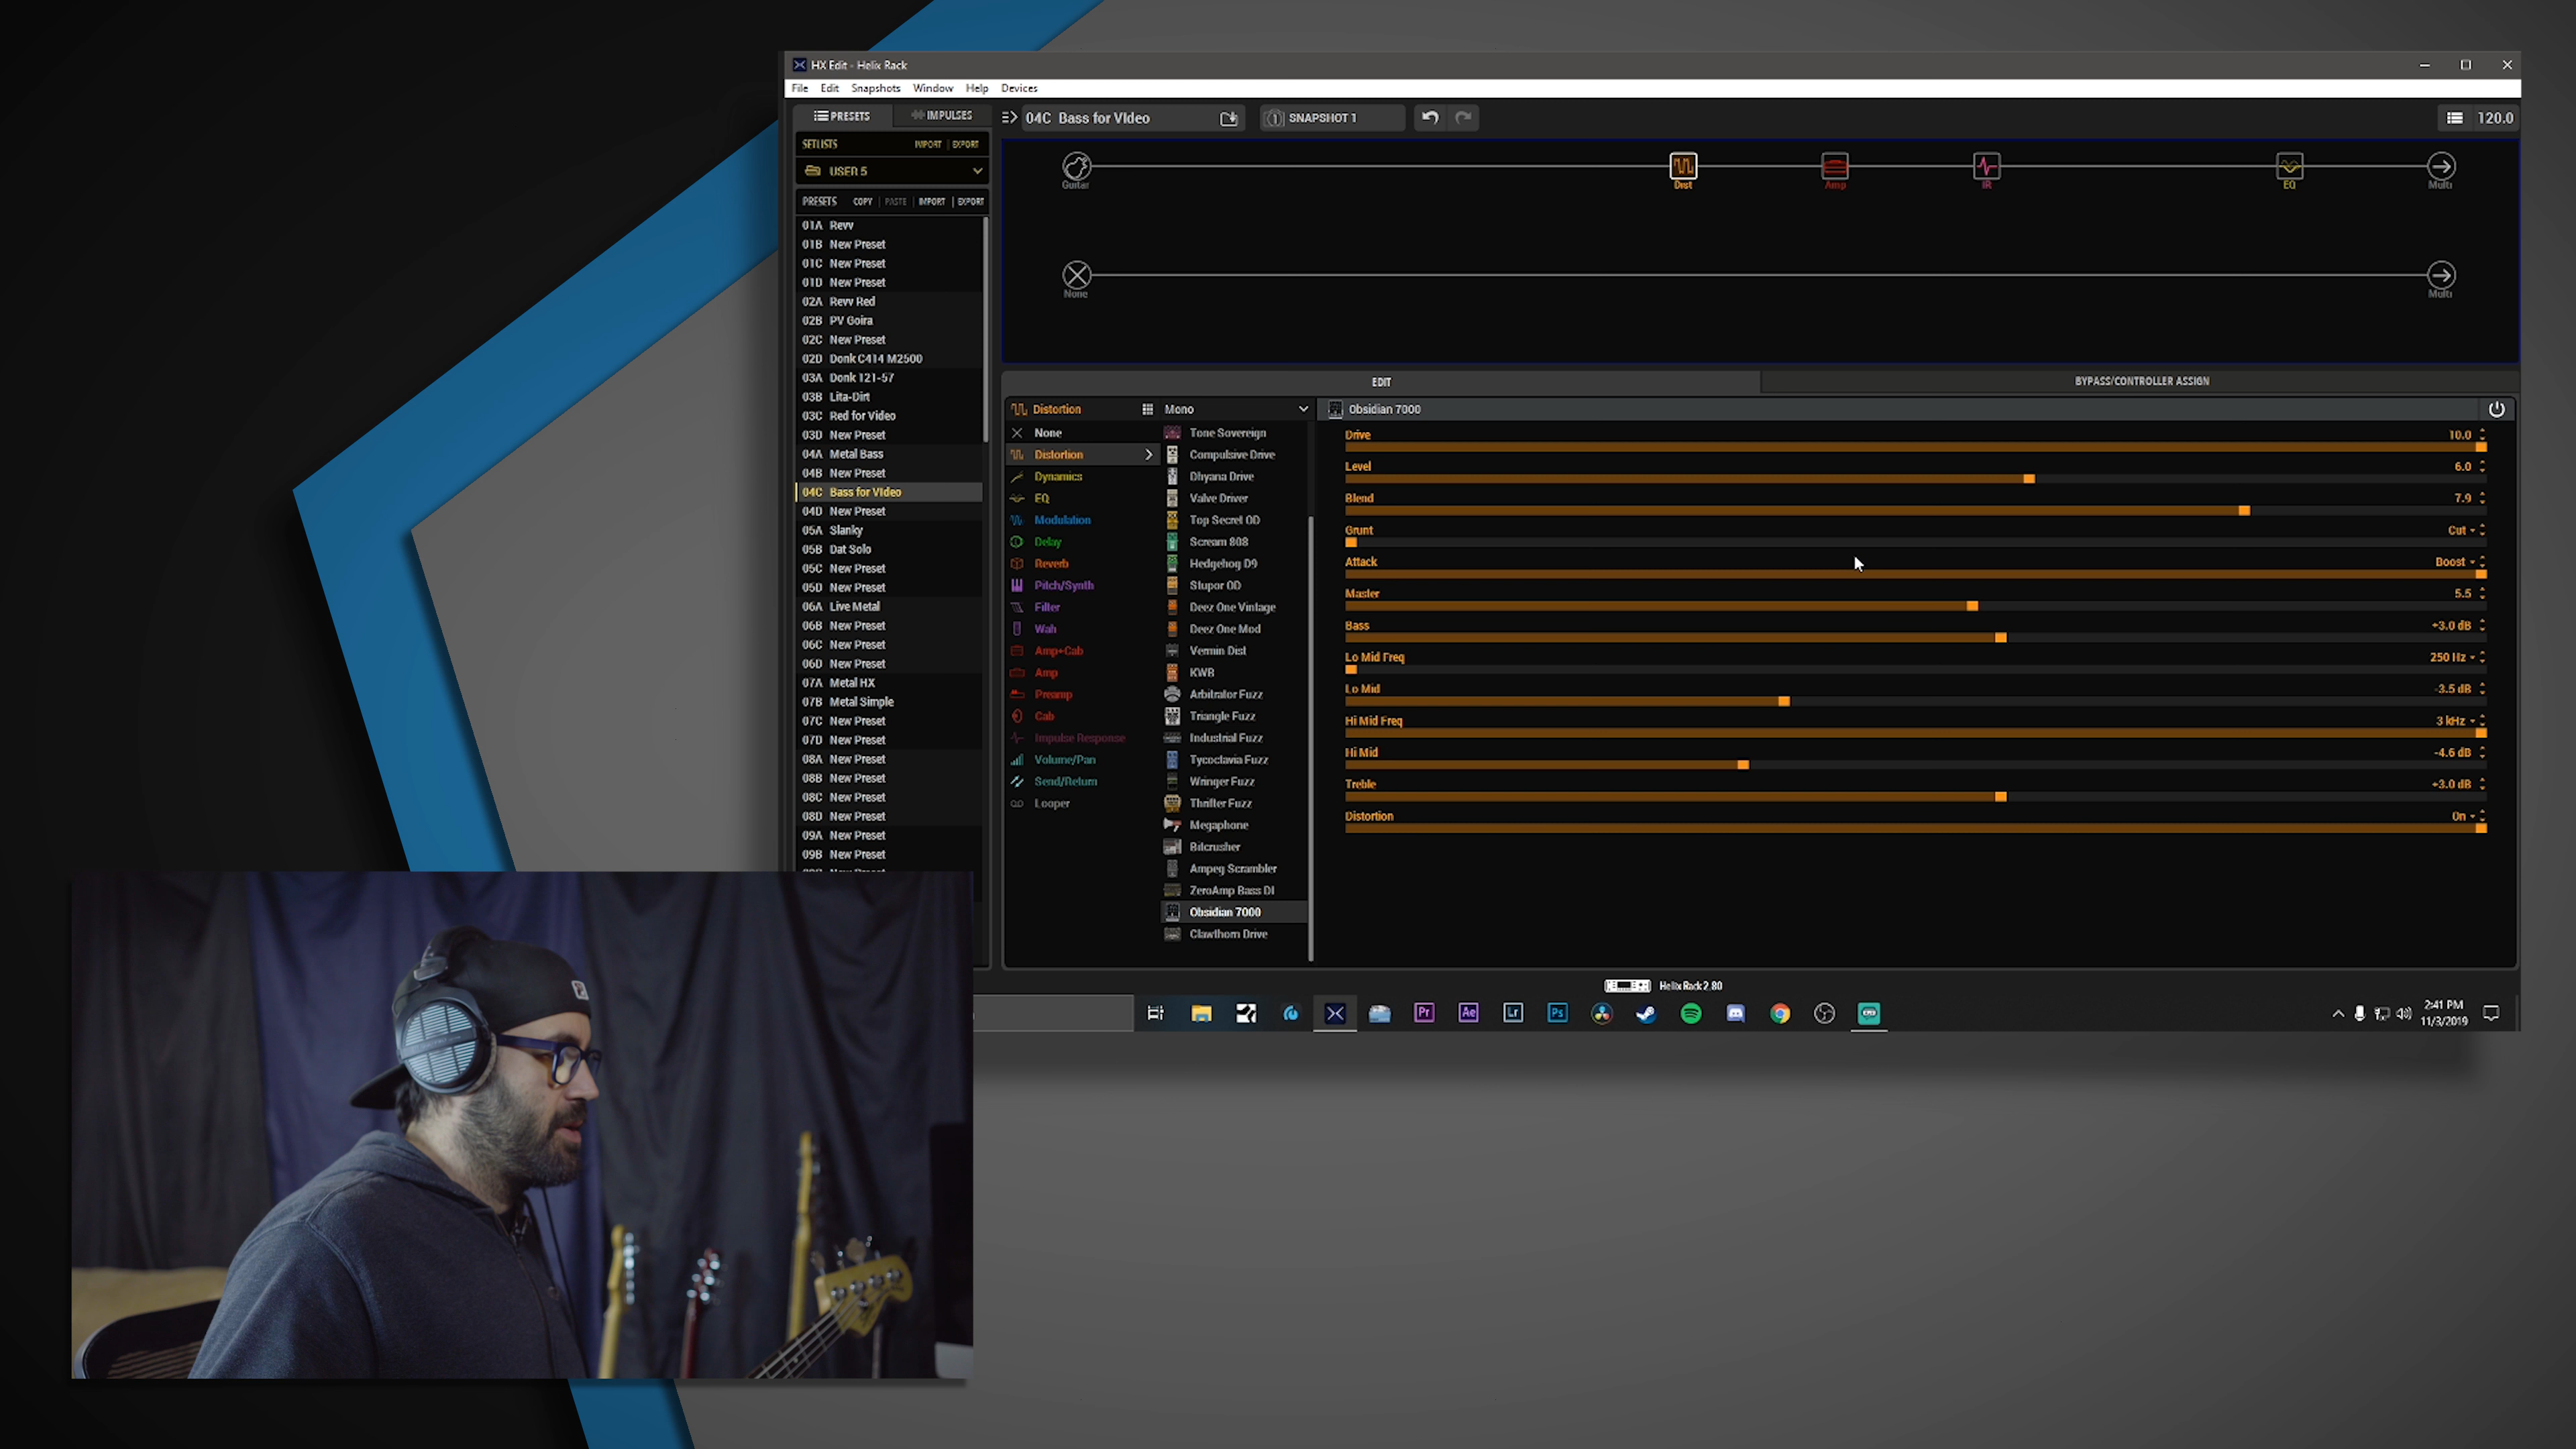 HX Edit - Helix Rack
File Edit Snapshots Window Help Devices
PRESETS IMPULSES
04C Bass for VIdeo
1 SNAPSHOT 1
120.0
SETLISTS IMPORT | EXPORT
USER 5
PRESETS COPY | PASTE | IMPORT | EXPORT
01A Revv
01B New Preset
01C New Preset
01D New Preset
02A Revv Red
02B PV Goira
02C New Preset
02D Donk C414 M2500
03A Donk 121-57
03B Lita-Dirt
03C Red for Video
03D New Preset
04A Metal Bass
04B New Preset
04C Bass for VIdeo
04D New Preset
05A Slanky
05B Dat Solo
05C New Preset
05D New Preset
06A Live Metal
06B New Preset
06C New Preset
06D New Preset
07A Metal HX
07B Metal Simple
07C New Preset
07D New Preset
08A New Preset
08B New Preset
08C New Preset
08D New Preset
09A New Preset
09B New Preset
Guitar
Dist
Amp
IR
EQ
Multi
None
Multi
EDIT
BYPASS/CONTROLLER ASSIGN
Distortion
Mono
Obsidian 7000
None
Distortion
Dynamics
EQ
Modulation
Delay
Reverb
Pitch/Synth
Filter
Wah
Amp+Cab
Amp
Preamp
Cab
Impulse Response
Volume/Pan
Send/Return
Looper
Tone Sovereign
Compulsive Drive
Dhyana Drive
Valve Driver
Top Secret OD
Scream 808
Hedgehog D9
Stupor OD
Deez One Vintage
Deez One Mod
Vermin Dist
KWB
Arbitrator Fuzz
Triangle Fuzz
Industrial Fuzz
Tycoctavia Fuzz
Wringer Fuzz
Thrifter Fuzz
Megaphone
Bitcrusher
Ampeg Scrambler
ZeroAmp Bass DI
Obsidian 7000
Clawthorn Drive
Drive 10.0
Level 6.0
Blend 7.9
Grunt Cut
Attack Boost
Master 5.5
Bass +3.0 dB
Lo Mid Freq 250 Hz
Lo Mid -3.5 dB
Hi Mid Freq 3 kHz
Hi Mid -4.6 dB
Treble +3.0 dB
Distortion On
Helix Rack 2.80
Pr Ae Lr Ps
2:41 PM
11/3/2019